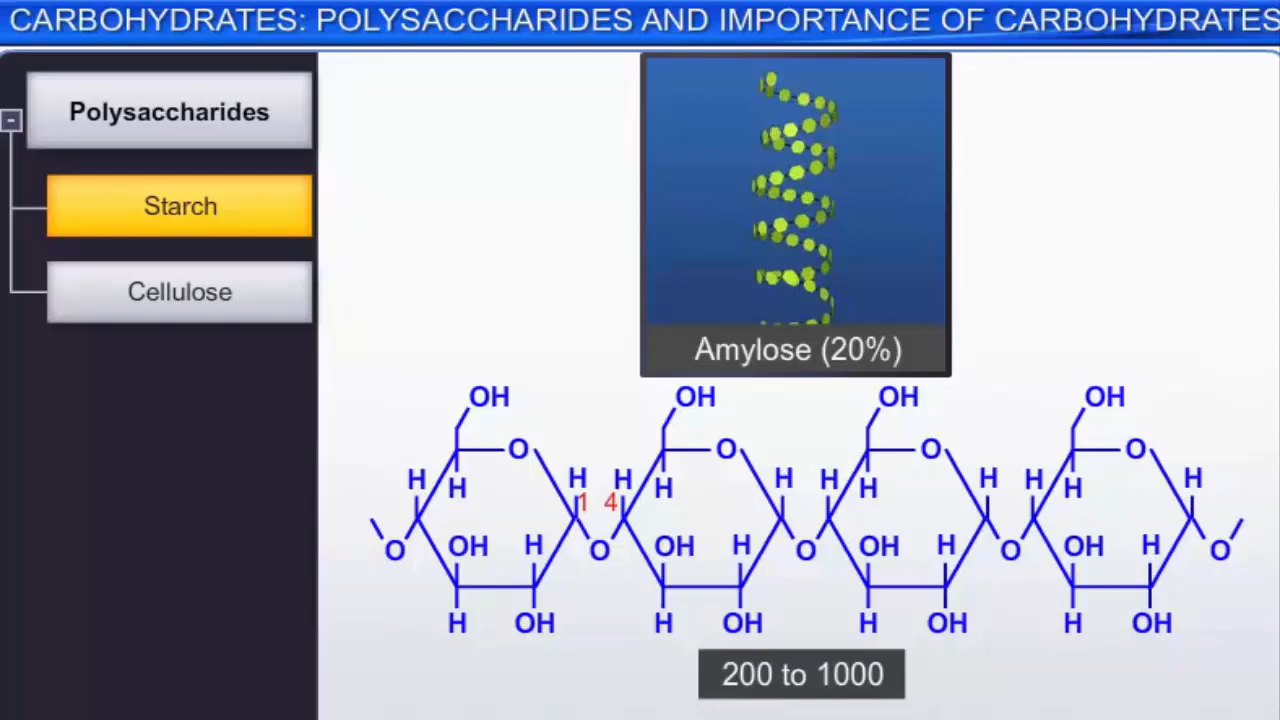 CARBOHYDRATES: POLYSACCHARIDES AND IMPORTANCE OF CARBOHYDRATES
-
Polysaccharides
Starch
Cellulose
Amylose (20%)
OH OH OH OH
O O O O
H H H H H H H H
H H H H
1 4
O OH H O OH H O OH H O OH H O
H OH H OH H OH H OH
200 to 1000